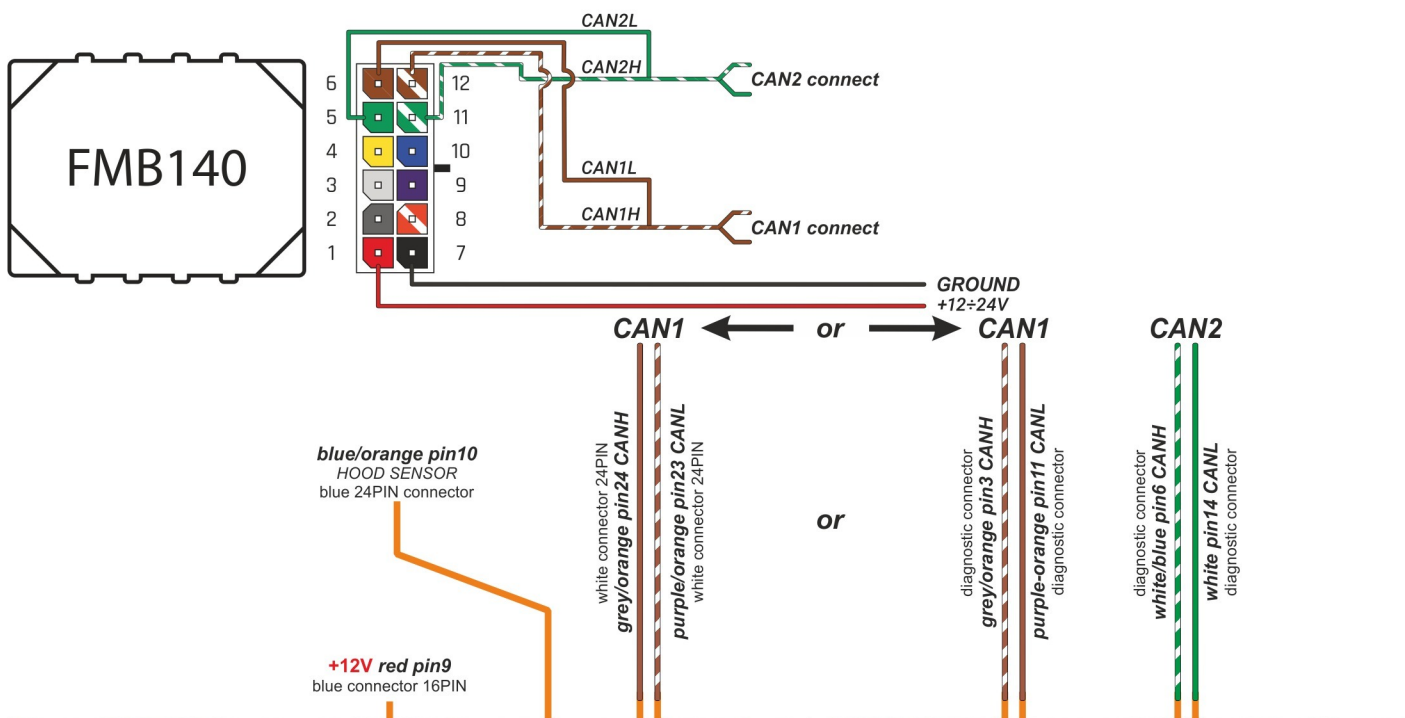 CAN2L
CAN2H
CAN2 connect
FMB140
6
12
5
11
4
10
3
9
2
8
1
7
CAN1L
CAN1H
CAN1 connect
GROUND
+12÷24V
CAN1
or
CAN1
CAN2
blue/orange pin10
HOOD SENSOR
blue 24PIN connector
white connector 24PIN
grey/orange pin24 CANH
purple/orange pin23 CANL
white connector 24PIN
or
diagnostic connector
grey/orange pin3 CANH
purple-orange pin11 CANL
diagnostic connector
diagnostic connector
white/blue pin6 CANH
white pin14 CANL
diagnostic connector
+12V red pin9
blue connector 16PIN